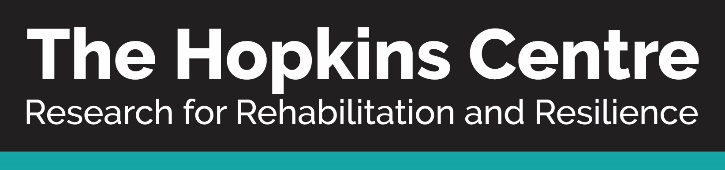 The Hopkins Centre
Research for Rehabilitation and Resilience